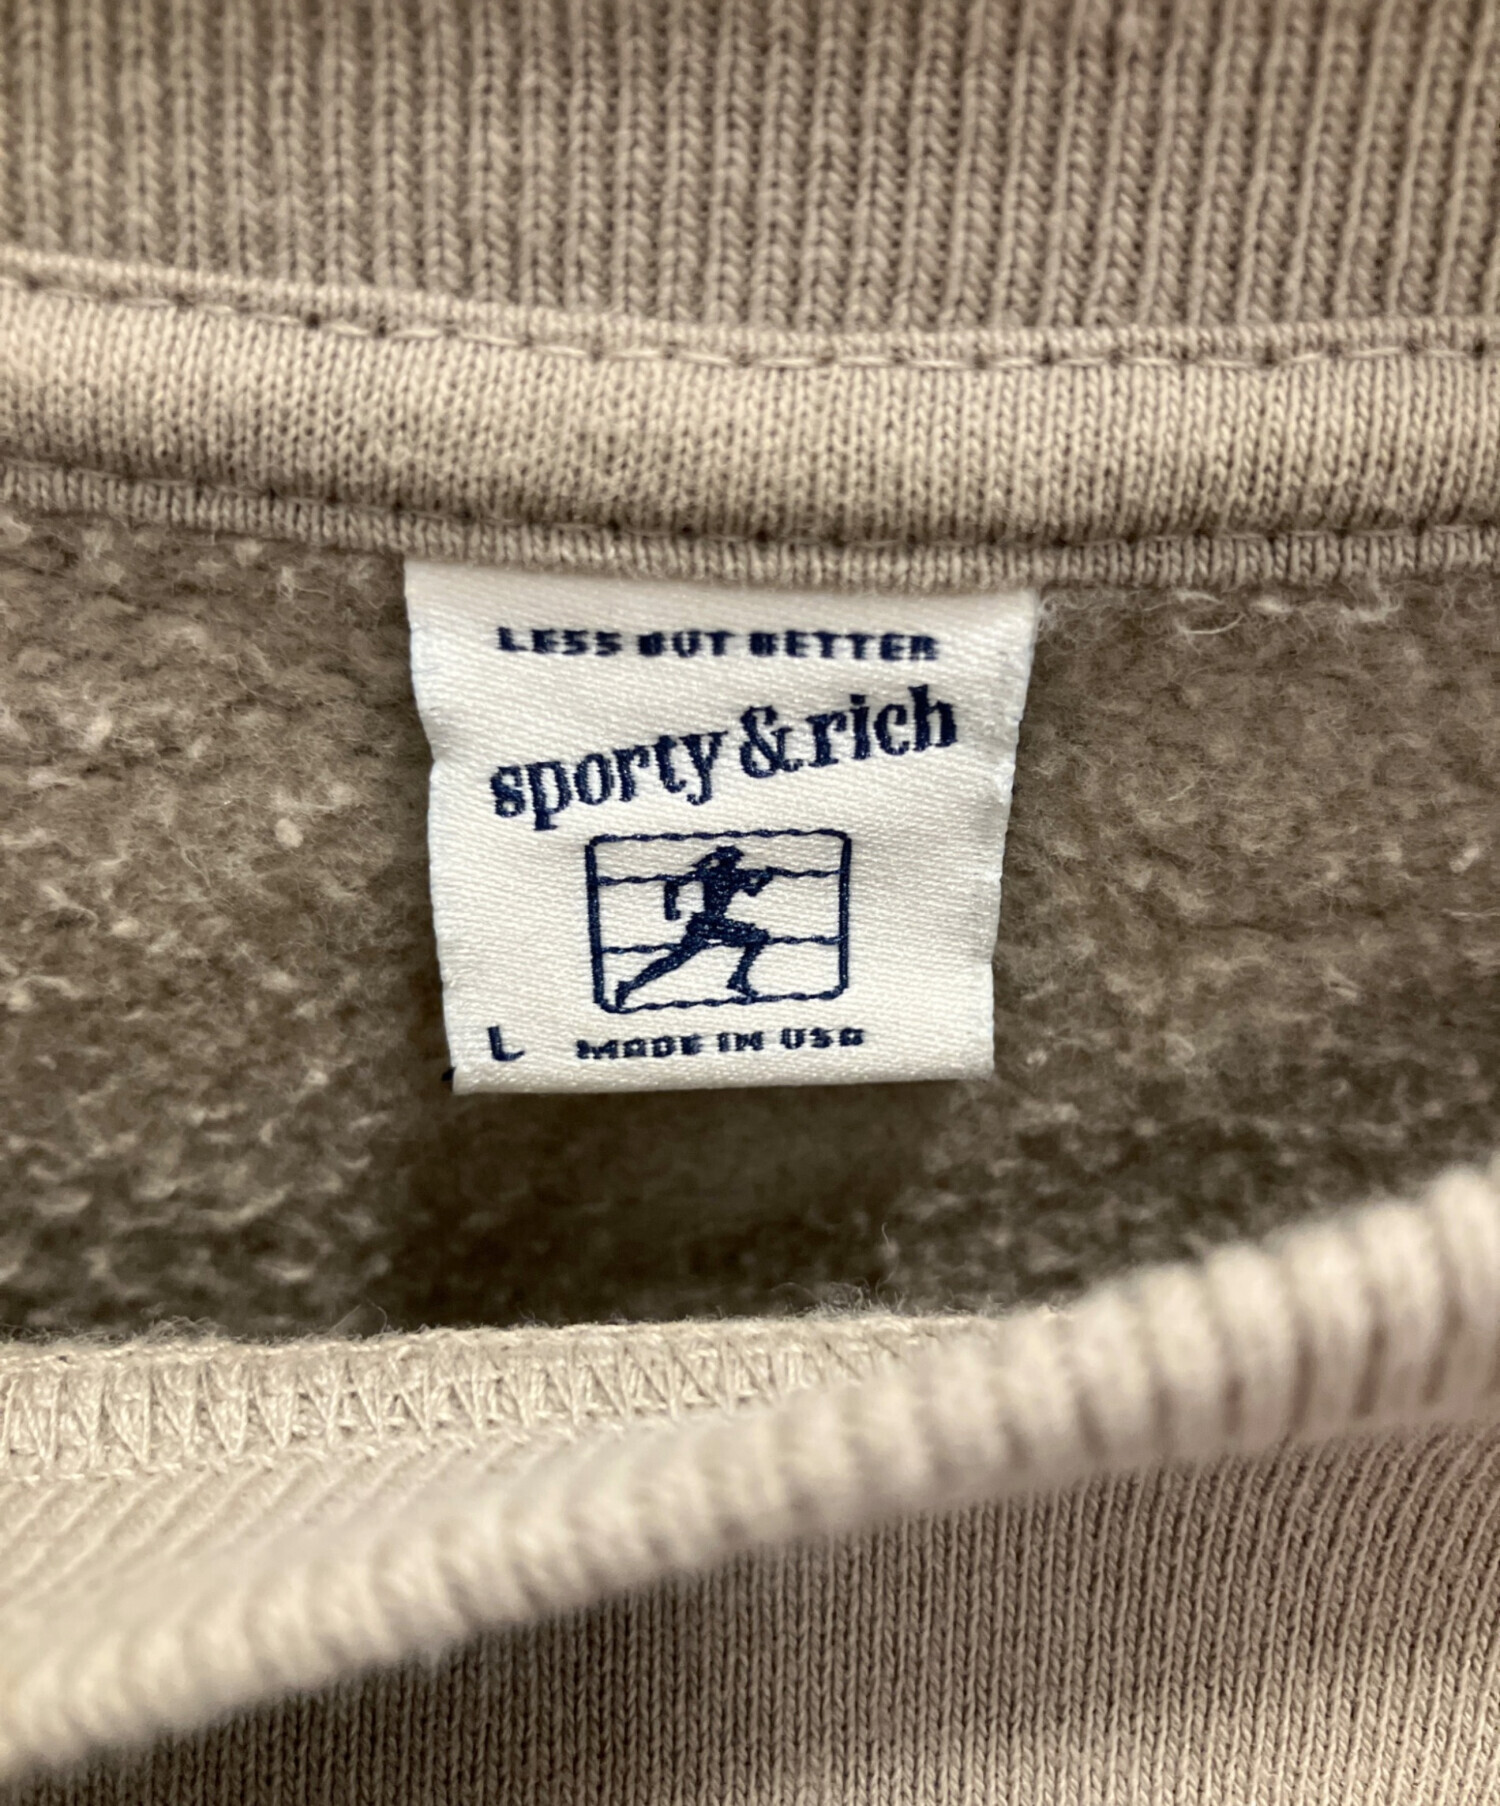 LESS BUT BETTER
sporty & rich
L MADE IN USA